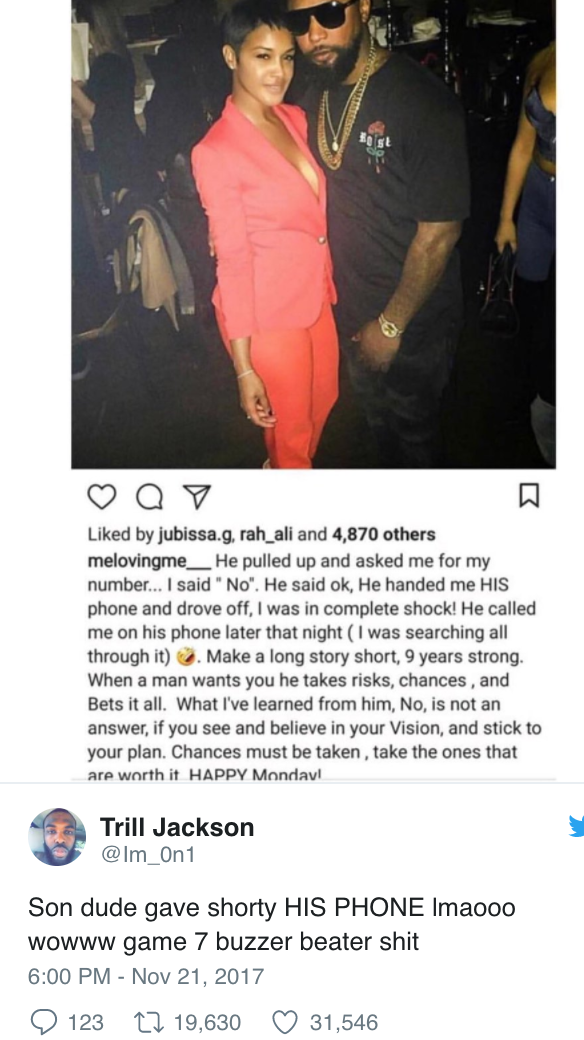 Heist
Liked by jubissa.g, rah_ali and 4,870 others
melovingme__ He pulled up and asked me for my
number... I said " No". He said ok, He handed me HIS
phone and drove off, I was in complete shock! He called
me on his phone later that night ( I was searching all
through it) 🤣. Make a long story short, 9 years strong.
When a man wants you he takes risks, chances , and
Bets it all.  What I've learned from him, No, is not an
answer, if you see and believe in your Vision, and stick to
your plan. Chances must be taken , take the ones that
are worth it  HAPPY Monday!
Trill Jackson
@Im_0n1
Son dude gave shorty HIS PHONE lmaooo
wowww game 7 buzzer beater shit
6:00 PM - Nov 21, 2017
123 19,630 31,546